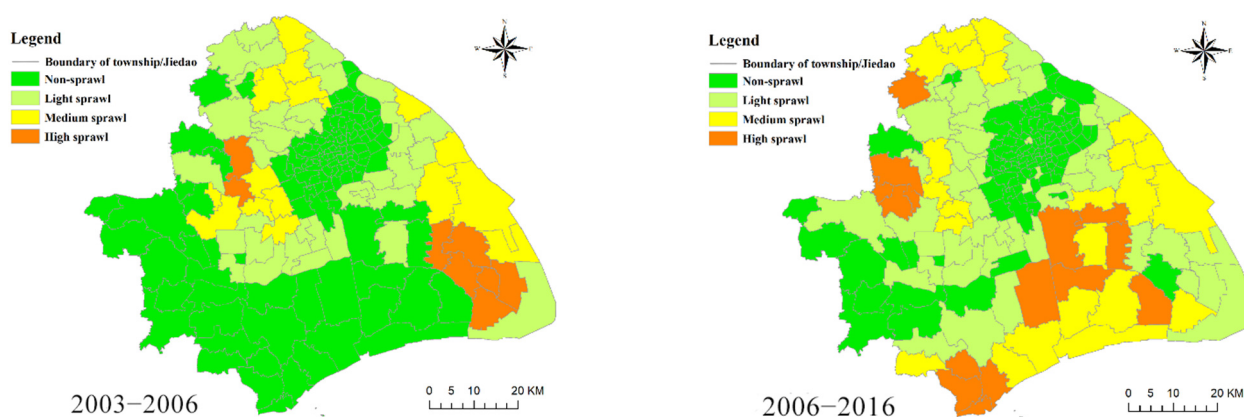 Legend
Boundary of township/Jiedao
Non-sprawl
Light sprawl
Medium sprawl
High sprawl
N
W
E
S
0 5 10 20 KM
2003−2006
Legend
Boundary of township/Jiedao
Non-sprawl
Light sprawl
Medium sprawl
High sprawl
N
W
E
S
0 5 10 20 KM
2006−2016